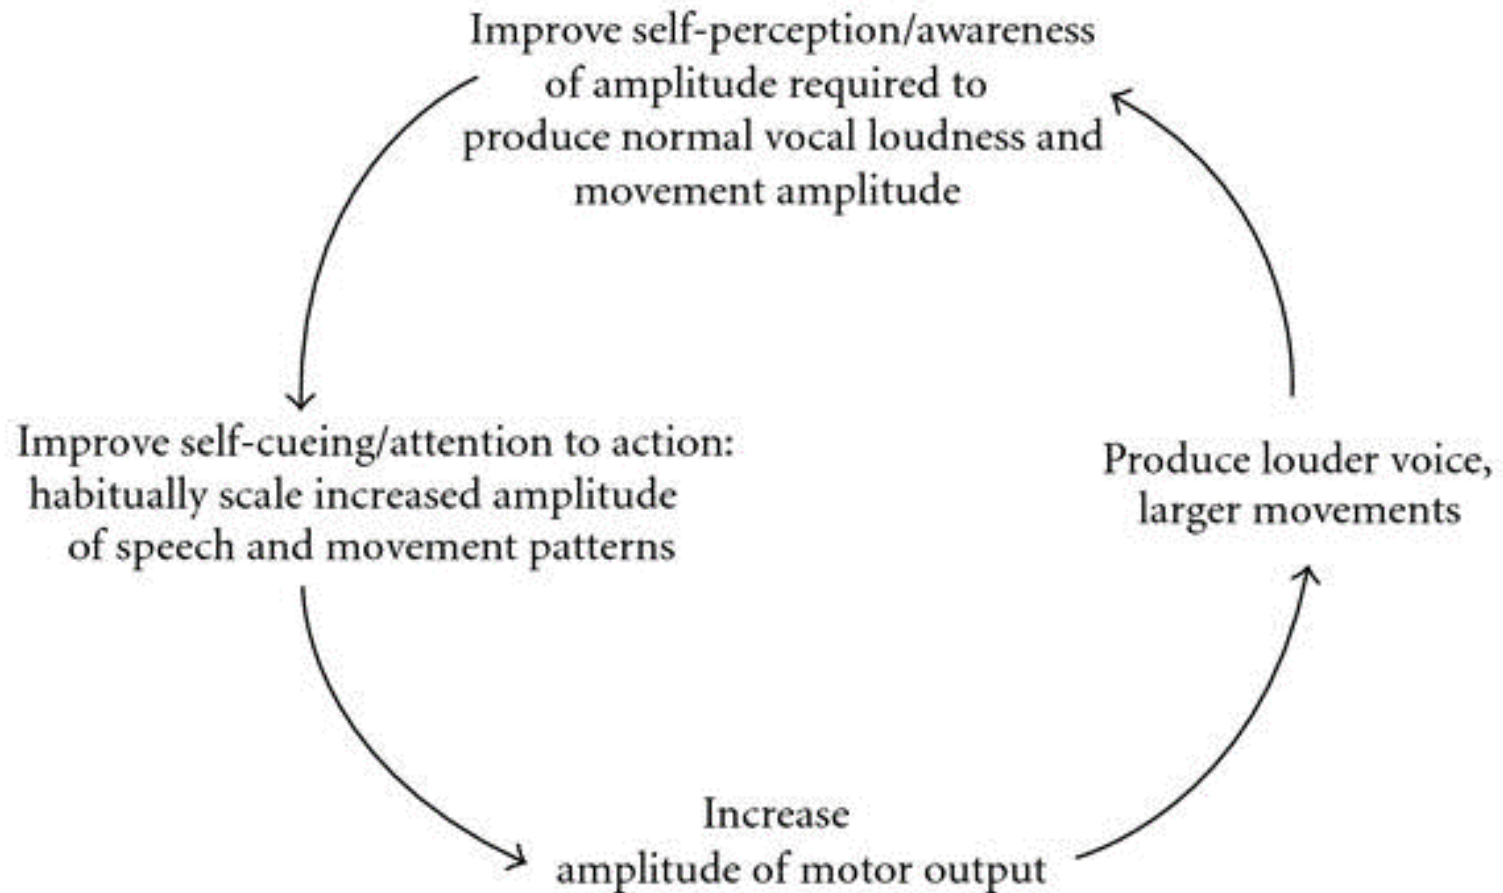 Improve self-perception/awareness
of amplitude required to
produce normal vocal loudness and
movement amplitude
Improve self-cueing/attention to action:
habitually scale increased amplitude
of speech and movement patterns
Produce louder voice,
larger movements
Increase
amplitude of motor output